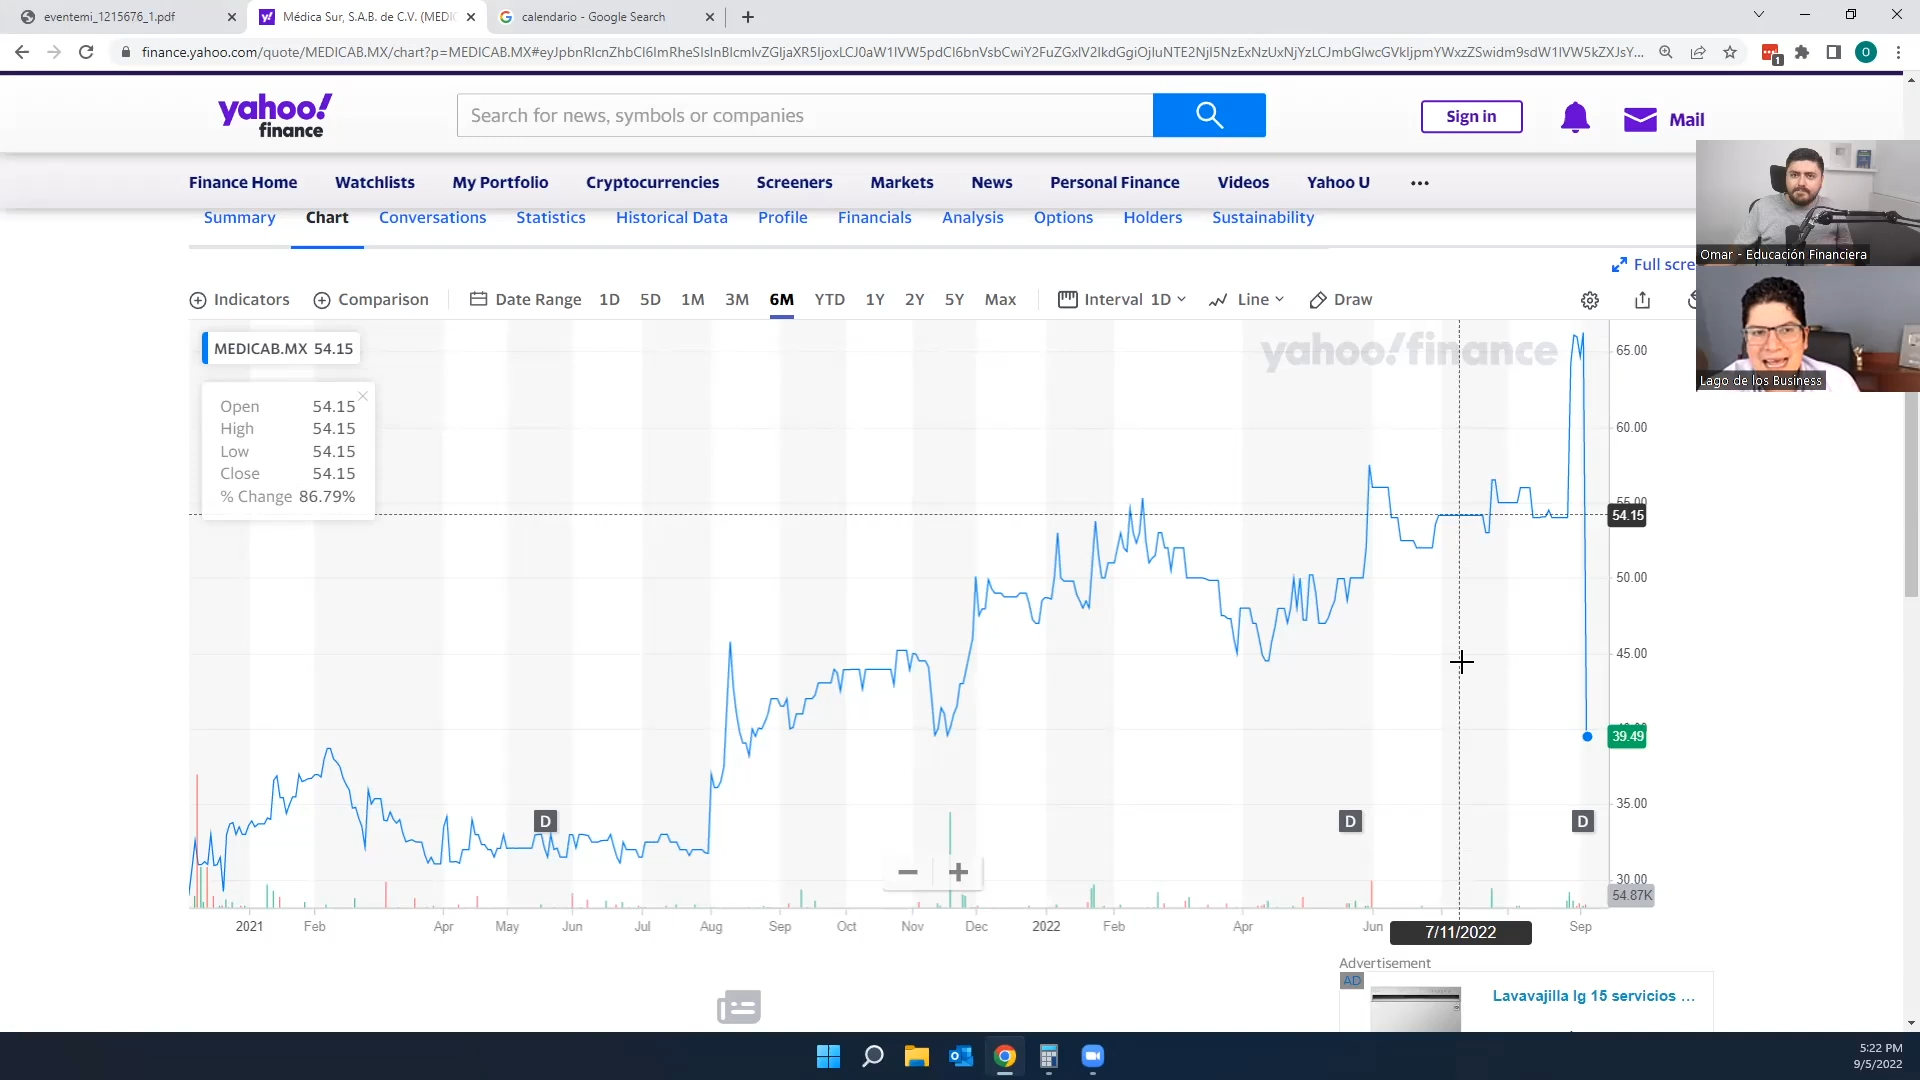 eventemi_1215676_1.pdf
Médica Sur, S.A.B. de C.V. (MEDIC
calendario - Google Search
finance.yahoo.com/quote/MEDICAB.MX/chart?p=MEDICAB.MX
O
1
yahoo!
finance
Search for news, symbols or companies
Sign in
Mail
Finance Home Watchlists My Portfolio Cryptocurrencies Screeners Markets News Personal Finance Videos Yahoo U
Summary Chart Conversations Statistics Historical Data Profile Financials Analysis Options Holders Sustainability
Omar - Educación Financiera
Full scre
Indicators Comparison Date Range 1D 5D 1M 3M 6M YTD 1Y 2Y 5Y Max Interval 1D Line Draw
MEDICAB.MX 54.15
yahoo!finance
65.00
Lago de los Business
Open 54.15
High 54.15
Low 54.15
Close 54.15
% Change 86.79%
60.00
55.00
54.15
50.00
45.00
39.49
35.00
D
D
D
30.00
54.87K
2021 Feb Apr May Jun Jul Aug Sep Oct Nov Dec 2022 Feb Apr Jun 7/11/2022 Sep
Advertisement
AD
Lavavajilla lg 15 servicios ...
5:22 PM
9/5/2022